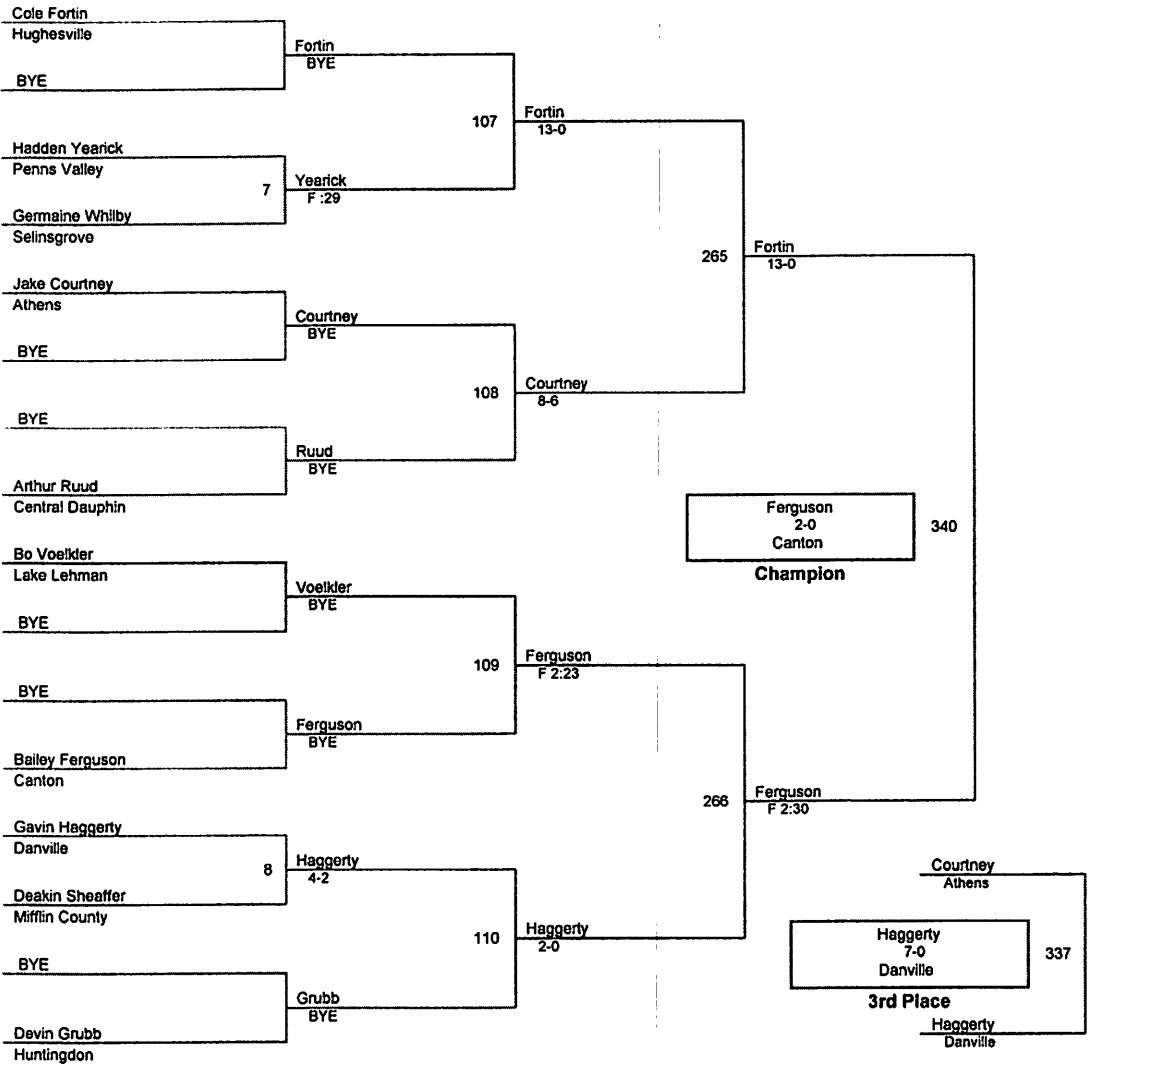 Cole Fortin
Hughesville
Fortin
BYE
BYE
107
Fortin
13-0
Hadden Yearick
Penns Valley
7
Yearick
F :29
Germaine Whilby
Selinsgrove
265
Fortin
13-0
Jake Courtney
Athens
Courtney
BYE
BYE
108
Courtney
8-6
BYE
Ruud
BYE
Arthur Ruud
Central Dauphin
Ferguson
2-0
Canton
340
Champion
Bo Voelkler
Lake Lehman
Voelkler
BYE
BYE
109
Ferguson
F 2:23
BYE
Ferguson
BYE
Bailey Ferguson
Canton
266
Ferguson
F 2:30
Gavin Haggerty
Danville
8
Haggerty
4-2
Deakin Sheaffer
Mifflin County
110
Haggerty
2-0
BYE
Grubb
BYE
Devin Grubb
Huntingdon
Courtney
Athens
Haggerty
7-0
Danville
337
3rd Place
Haggerty
Danville